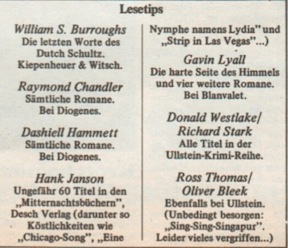 Lesetips
William S. Burroughs
Die letzten Worte des
Dutch Schultz.
Kiepenheuer & Witsch.
Raymond Chandler
Sämtliche Romane.
Bei Diogenes.
Dashiell Hammett
Sämtliche Romane.
Bei Diogenes.
Hank Janson
Ungefähr 60 Titel in den
„Mitternachtsbüchern",
Desch Verlag (darunter so
Köstlichkeiten wie
„Chicago-Song", „Eine
Nymphe namens Lydia" und
„Strip in Las Vegas"...)
Gavin Lyall
Die harte Seite des Himmels
und vier weitere Romane.
Bei Blanvalet.
Donald Westlake/
Richard Stark
Alle Titel in der
Ullstein-Krimi-Reihe.
Ross Thomas/
Oliver Bleek
Ebenfalls bei Ullstein.
(Unbedingt besorgen:
„Sing-Sing-Singapur".
Leider vieles vergriffen...)